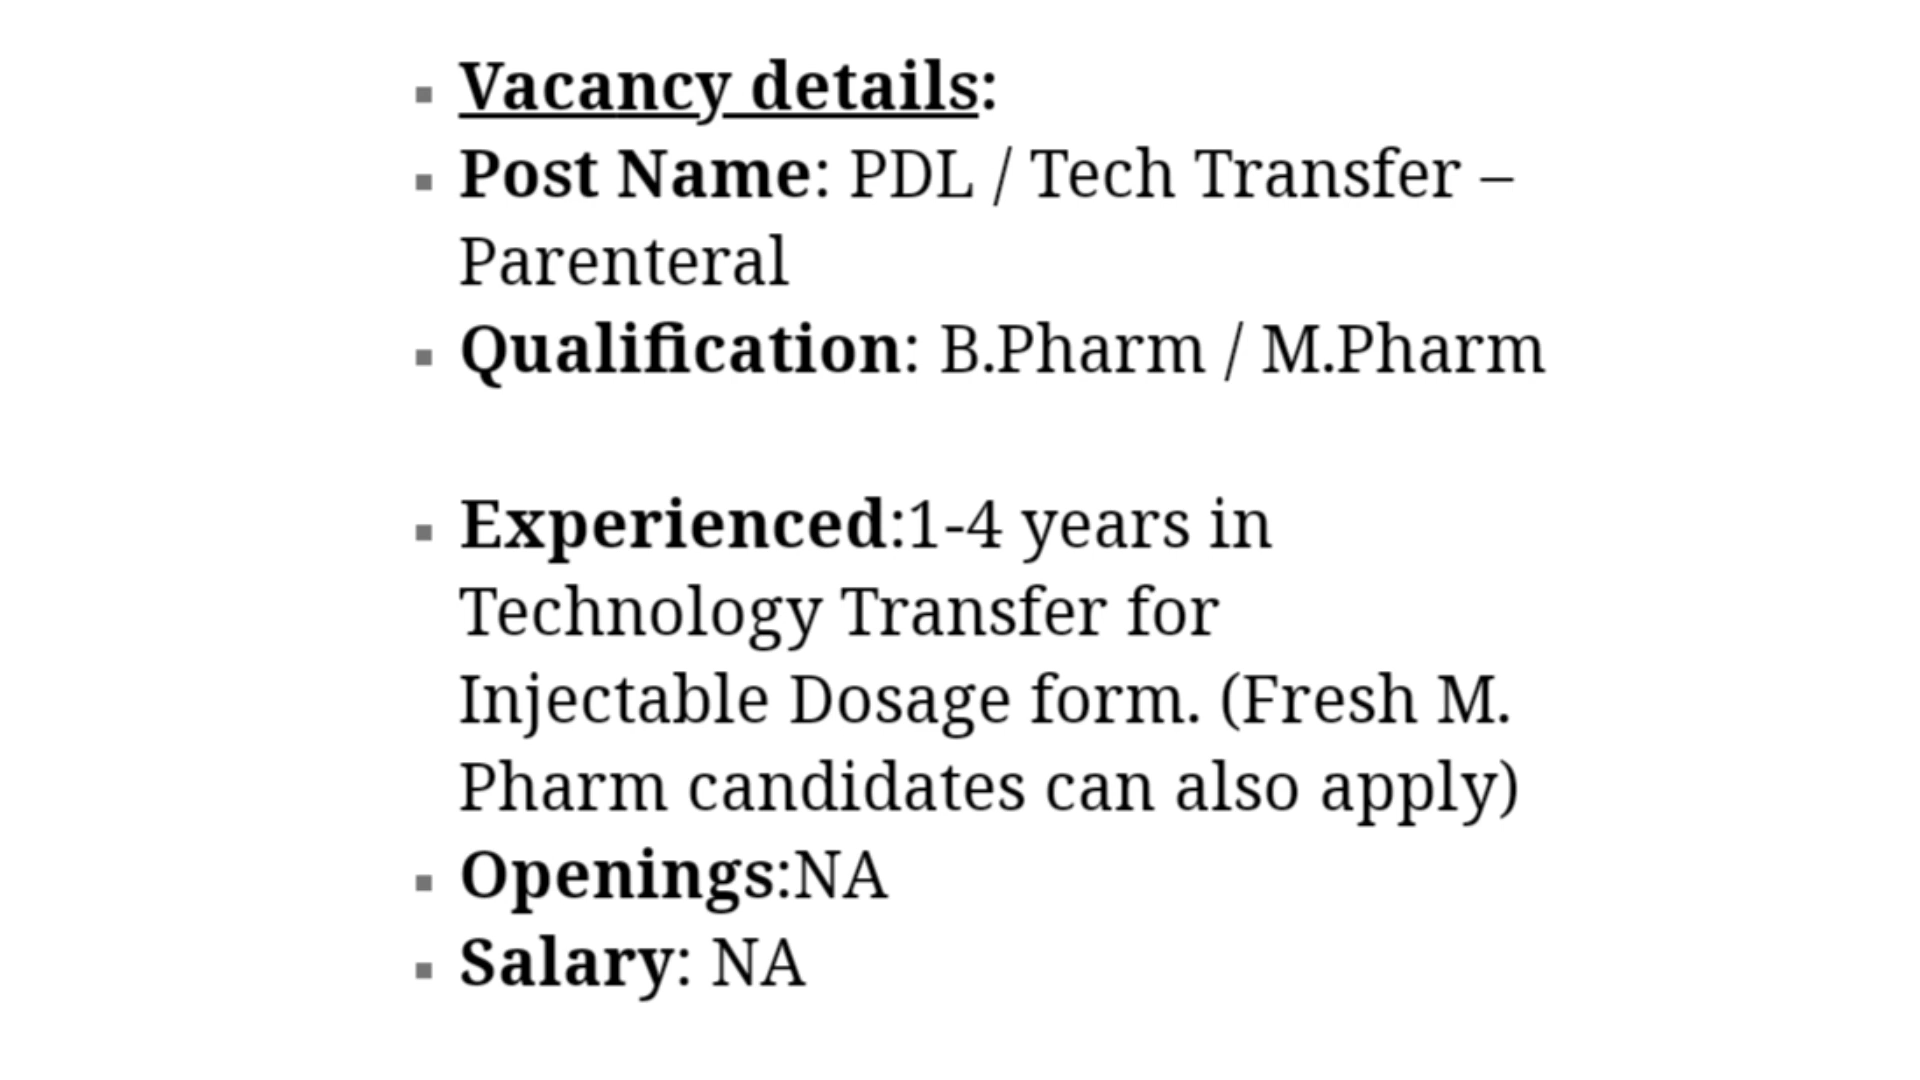 Vacancy details:
Post Name: PDL / Tech Transfer –
Parenteral
Qualification: B.Pharm / M.Pharm
Experienced:1-4 years in
Technology Transfer for
Injectable Dosage form. (Fresh M.
Pharm candidates can also apply)
Openings:NA
Salary: NA